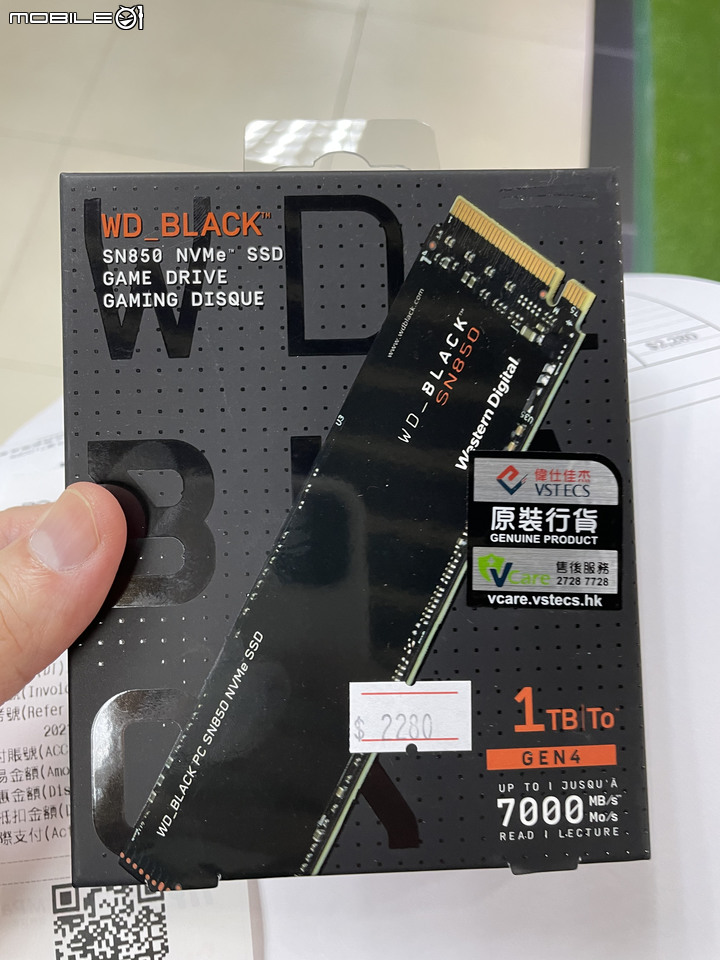 MOBILE01
WD_BLACK™
SN850 NVMe™ SSD
GAME DRIVE
GAMING DISQUE
WD_BLACK
www.wdblack.com
WD_BLACK™
SN850
Western Digital
U3
WD_BLACK PC SN850 NVMe SSD
偉仕佳杰
VSTECS
原裝行貨
GENUINE PRODUCT
VCare
售後服務
2728 7728
vcare.vstecs.hk
$ 2280
1TB|To
GEN4
UP TO | JUSQU'À
7000 MB/s
Mo/s
READ | LECTURE